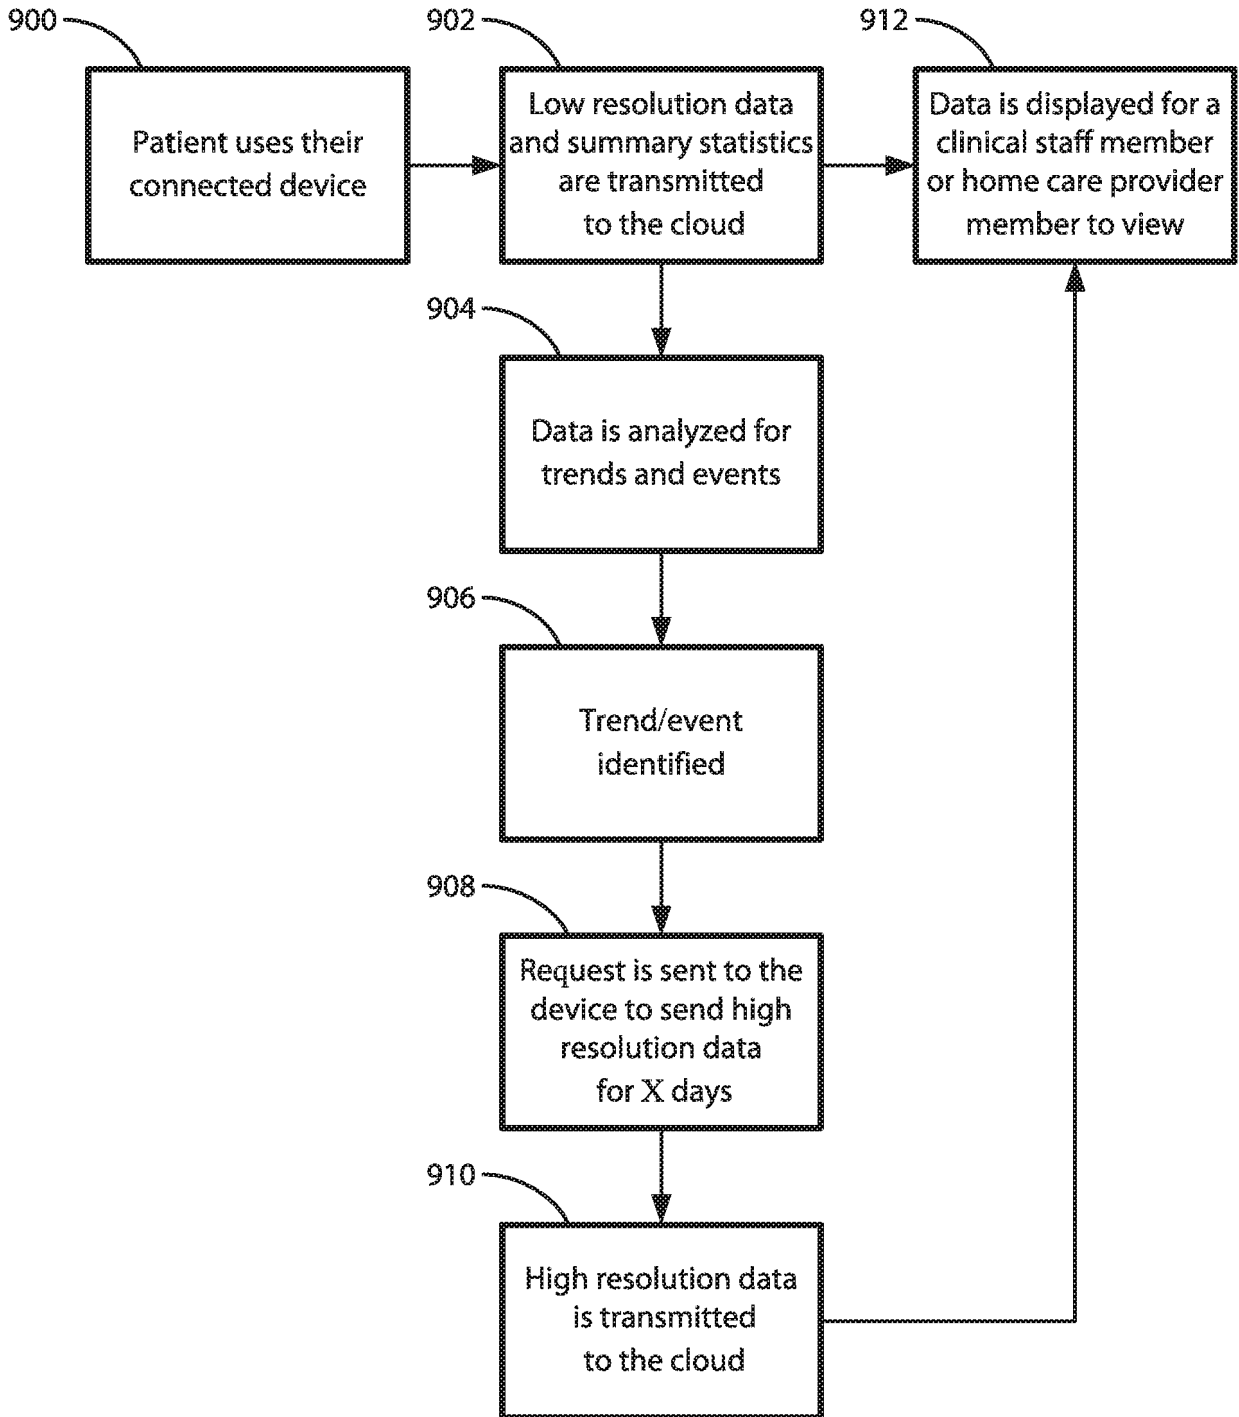 900
Patient uses their
connected device
902
Low resolution data
and summary statistics
are transmitted
to the cloud
912
Data is displayed for a
clinical staff member
or home care provider
member to view
904
Data is analyzed for
trends and events
906
Trend/event
identified
908
Request is sent to the
device to send high
resolution data
for X days
910
High resolution data
is transmitted
to the cloud